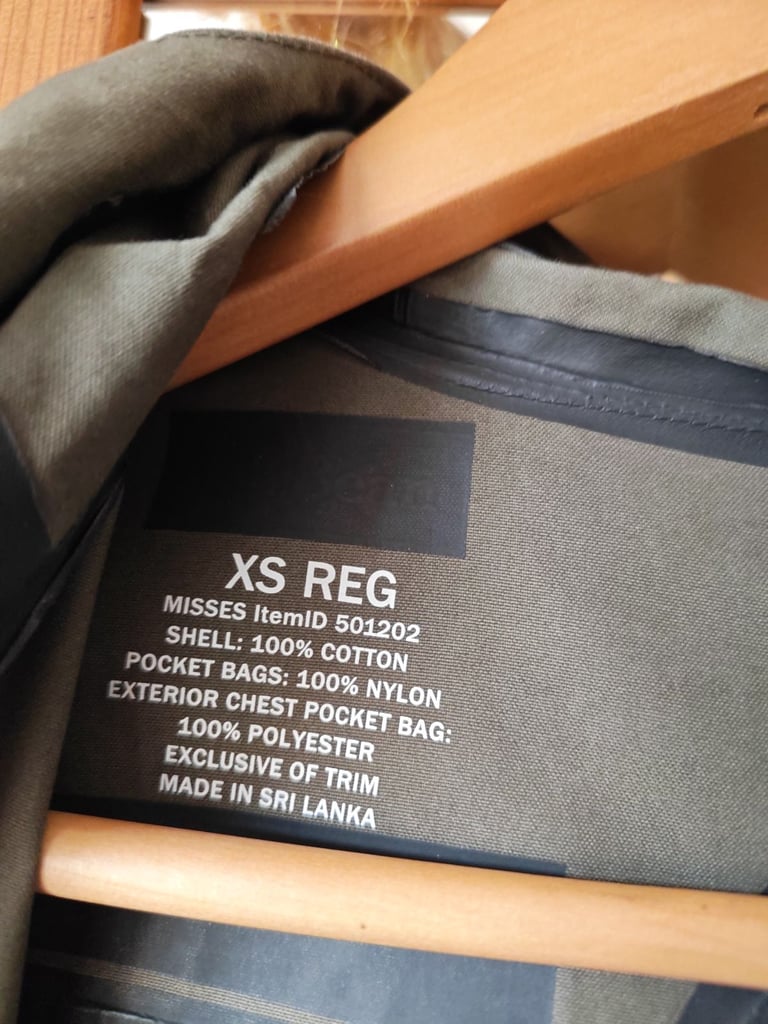 XS REG
MISSES ItemID 501202
SHELL: 100% COTTON
POCKET BAGS: 100% NYLON
EXTERIOR CHEST POCKET BAG:
100% POLYESTER
EXCLUSIVE OF TRIM
MADE IN SRI LANKA